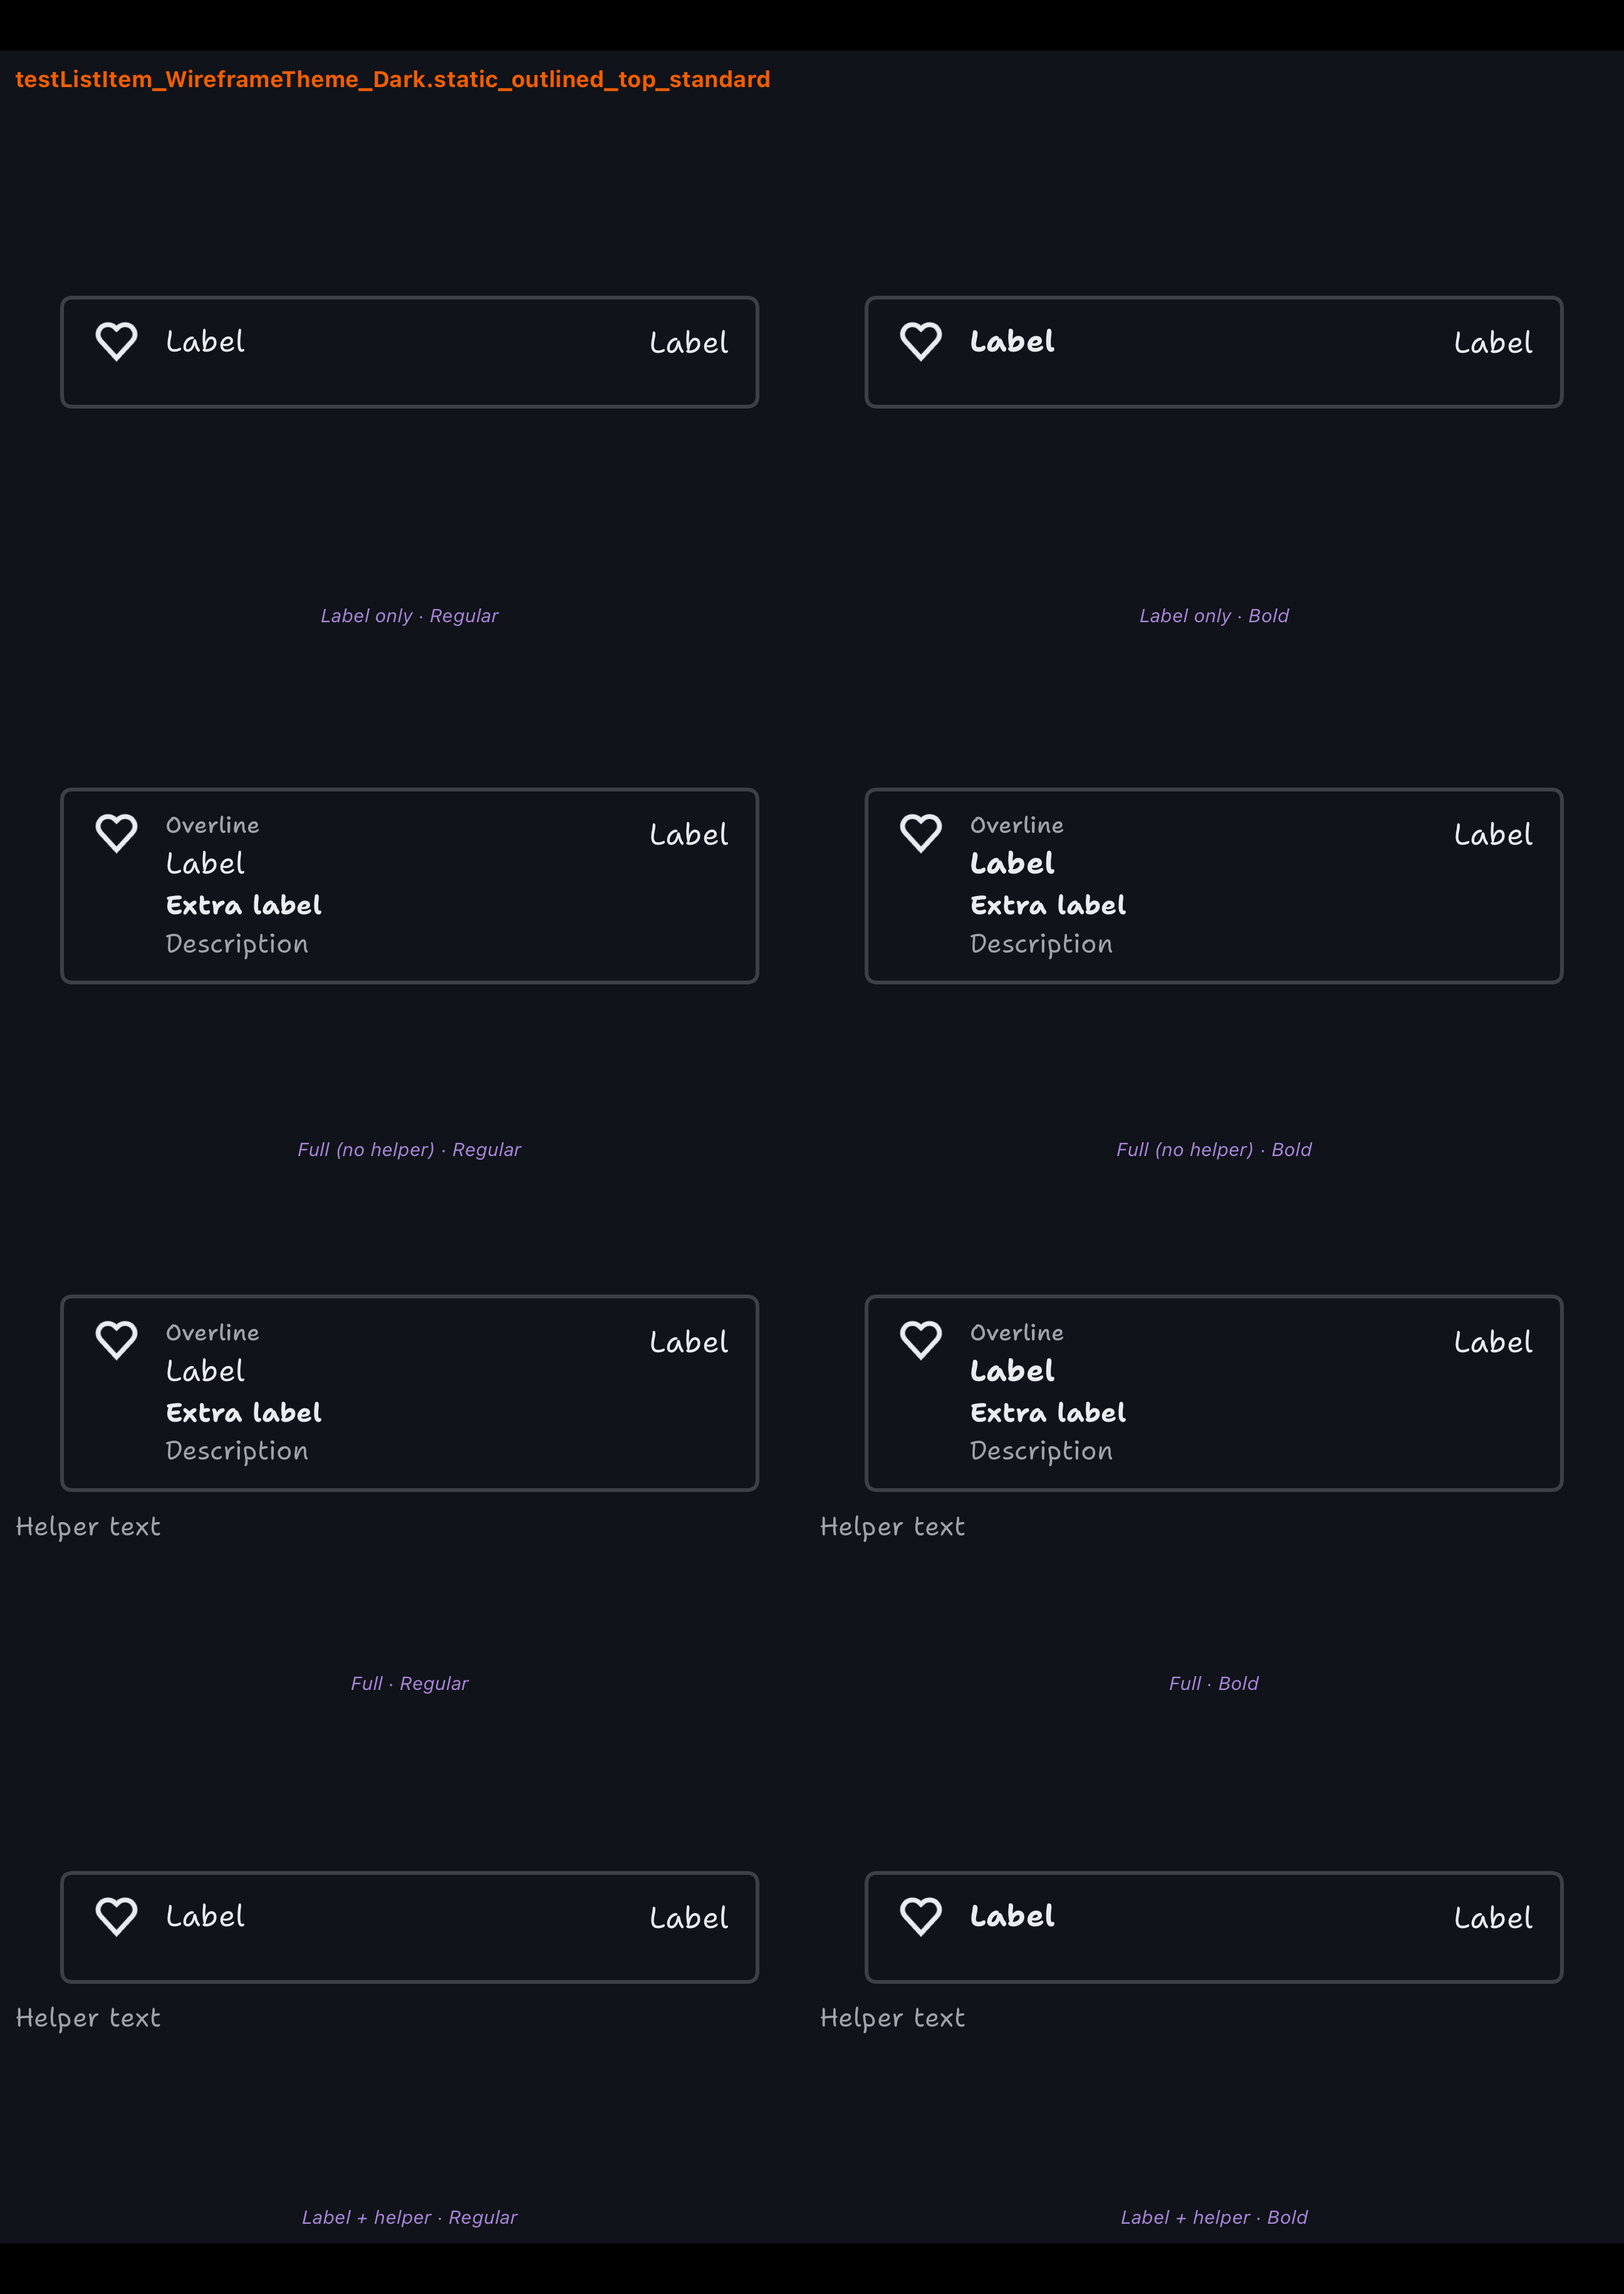 testListItem_WireframeTheme_Dark.static_outlined_top_standard
Label Label
Label Label
Label only · Regular
Label only · Bold
Overline
Label
Label
Extra label
Description
Overline
Label
Label
Extra label
Description
Full (no helper) · Regular
Full (no helper) · Bold
Overline
Label
Label
Extra label
Description
Helper text
Overline
Label
Label
Extra label
Description
Helper text
Full · Regular
Full · Bold
Label Label
Helper text
Label Label
Helper text
Label + helper · Regular
Label + helper · Bold